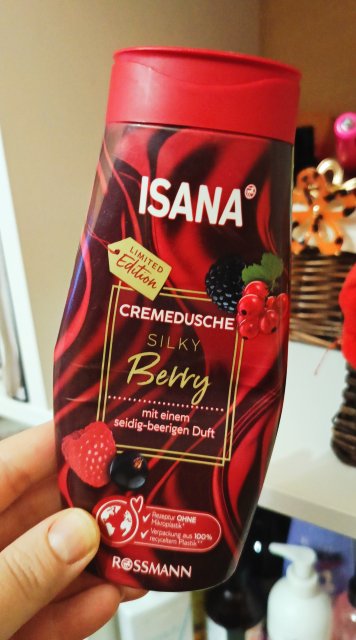 ISANA
LIMITED
Edition
CREMEDUSCHE
SILKY
Berry
mit einem
seidig-beerigen Duft
Rezeptur OHNE
Mikroplastik*
Verpackung aus 100%
recyceltem Plastik**
ROSSMANN